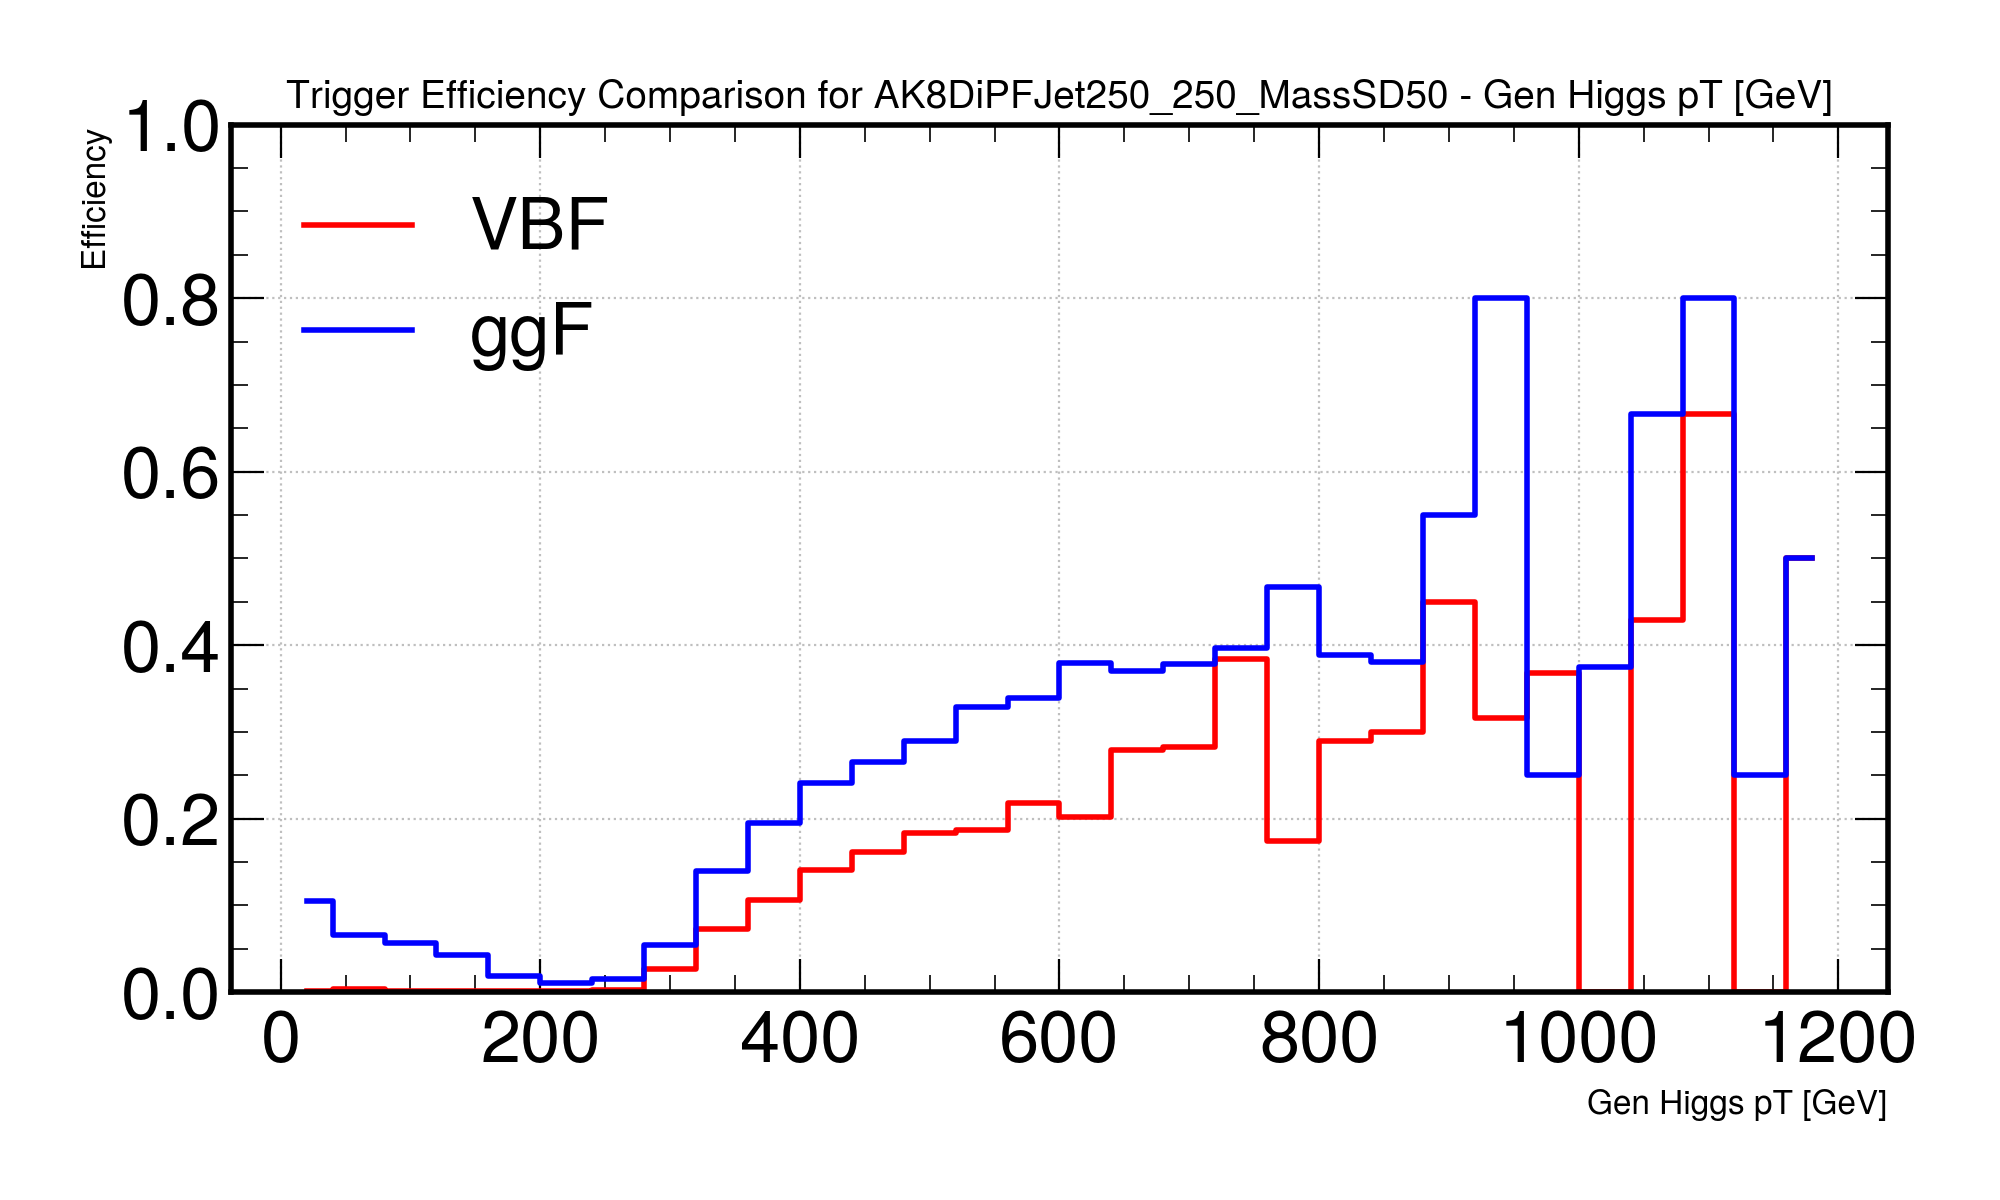 Trigger Efficiency Comparison for AK8DiPFJet250_250_MassSD50 - Gen Higgs pT [GeV]
Efficiency
1.0
0.8
0.6
0.4
0.2
0.0
VBF
ggF
0 200 400 600 800 1000 1200
Gen Higgs pT [GeV]